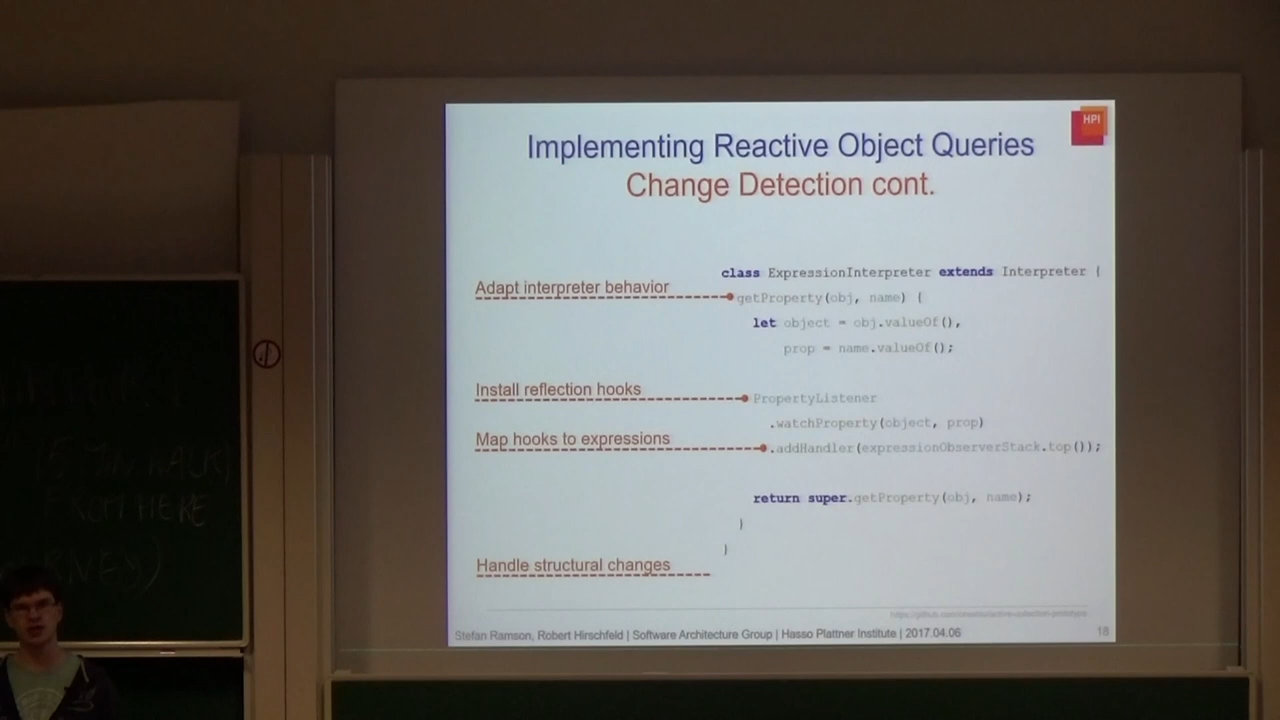 HPI
Implementing Reactive Object Queries
Change Detection cont.
class ExpressionInterpreter extends Interpreter {
Adapt interpreter behavior
getProperty(obj, name) {
let object = obj.valueOf(),
prop = name.valueOf();
Install reflection hooks
PropertyListener
.watchProperty(object, prop)
Map hooks to expressions
.addHandler(expressionObserverStack.top());
return super.getProperty(obj, name);
}
}
Handle structural changes
Stefan Ramson, Robert Hirschfeld | Software Architecture Group | Hasso Plattner Institute | 2017.04.06
18
FROM HERE